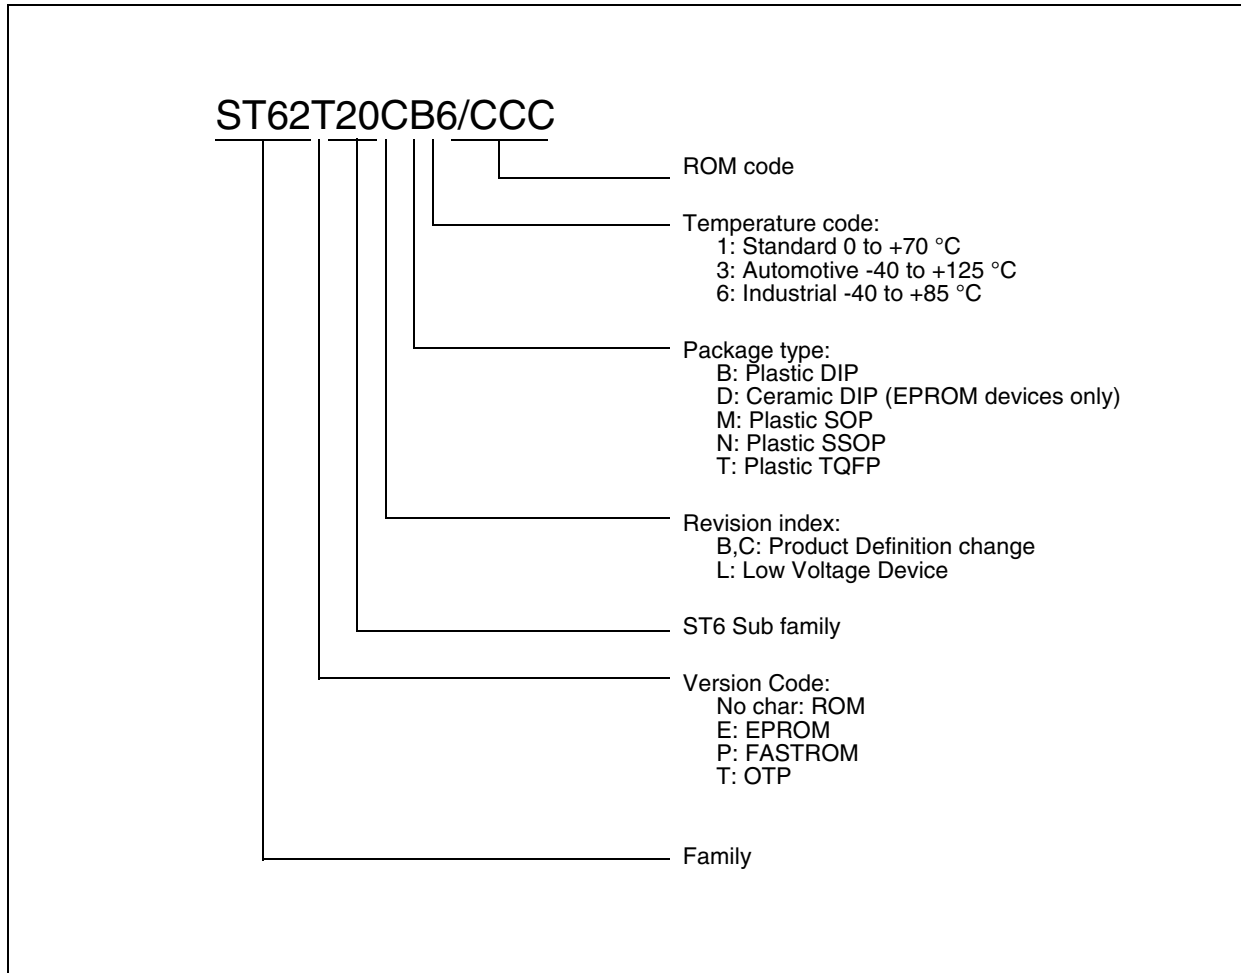 ST62T20CB6/CCC
ROM code
Temperature code:
1: Standard 0 to +70 °C
3: Automotive -40 to +125 °C
6: Industrial -40 to +85 °C
Package type:
B: Plastic DIP
D: Ceramic DIP (EPROM devices only)
M: Plastic SOP
N: Plastic SSOP
T: Plastic TQFP
Revision index:
B,C: Product Definition change
L: Low Voltage Device
ST6 Sub family
Version Code:
No char: ROM
E: EPROM
P: FASTROM
T: OTP
Family